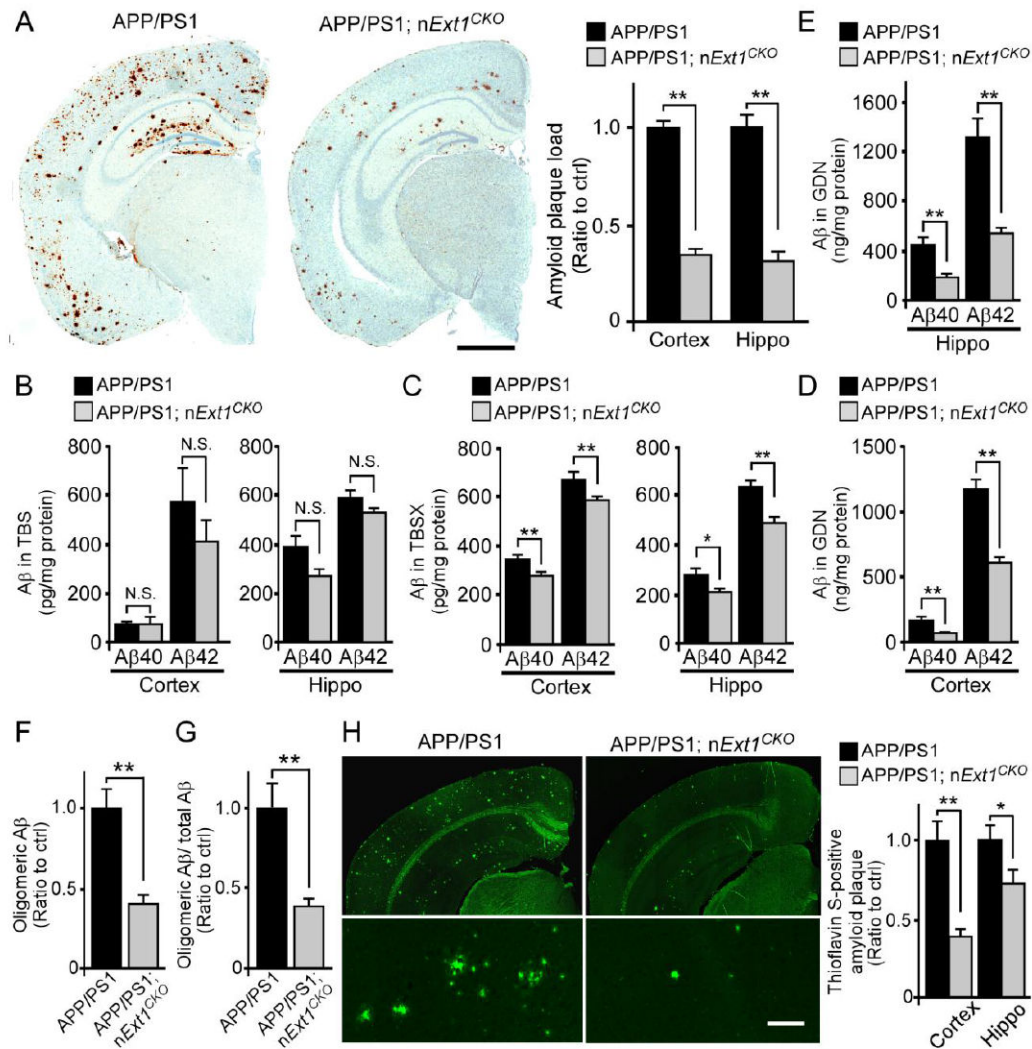 A
APP/PS1
APP/PS1; nExt1CKO
APP/PS1
APP/PS1; nExt1CKO
Amyloid plaque load
(Ratio to ctrl)
1.0
0.5
0
**
**
Cortex
Hippo
E
APP/PS1
APP/PS1; nExt1CKO
Aβ in GDN
(ng/mg protein)
1600
1200
800
400
0
**
**
Aβ40
Aβ42
Hippo
B
APP/PS1
APP/PS1; nExt1CKO
Aβ in TBS
(pg/mg protein)
800
600
400
200
0
N.S.
N.S.
Aβ40
Aβ42
Cortex
800
600
400
200
0
N.S.
N.S.
Aβ40
Aβ42
Hippo
C
APP/PS1
APP/PS1; nExt1CKO
Aβ in TBSX
(pg/mg protein)
800
600
400
200
0
**
**
Aβ40
Aβ42
Cortex
800
600
400
200
0
*
**
Aβ40
Aβ42
Hippo
D
APP/PS1
APP/PS1; nExt1CKO
Aβ in GDN
(ng/mg protein)
1500
1000
500
0
**
**
Aβ40
Aβ42
Cortex
F
Oligomeric Aβ
(Ratio to ctrl)
1.0
0.5
0
**
APP/PS1
APP/PS1;
nExt1CKO
G
Oligomeric Aβ/ total Aβ
(Ratio to ctrl)
1.0
0.5
0
**
APP/PS1
APP/PS1;
nExt1CKO
H
APP/PS1
APP/PS1; nExt1CKO
APP/PS1
APP/PS1; nExt1CKO
Thioflavin S-positive
amyloid plaque
(Ratio to ctrl)
1.0
0.5
0
**
*
Cortex
Hippo